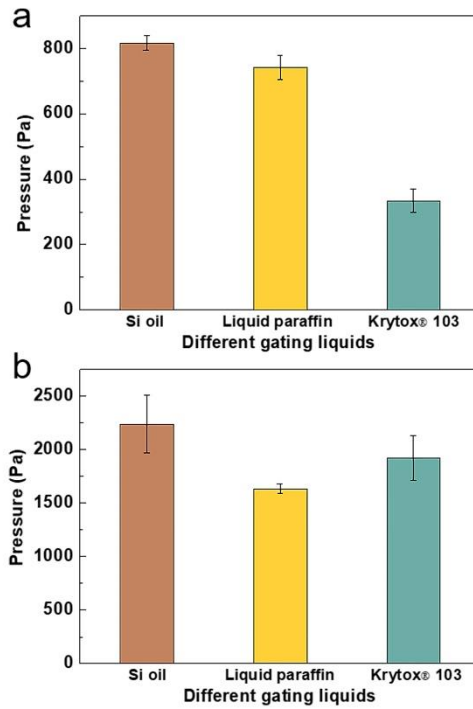 a
800
600
400
200
0
Pressure (Pa)
Si oil Liquid paraffin Krytox® 103
Different gating liquids
b
2500
2000
1500
1000
500
0
Pressure (Pa)
Si oil Liquid paraffin Krytox® 103
Different gating liquids